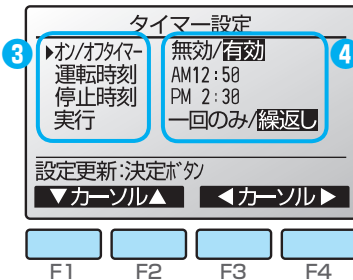 タイマー設定
③ ▶オン/オフタイマー 無効/有効 ④
運転時刻 AM12:50
停止時刻 PM 2:30
実行 一回のみ/繰返し
設定更新:決定ボタン
▼カーソル▲ ◀カーソル▶
F1 F2 F3 F4